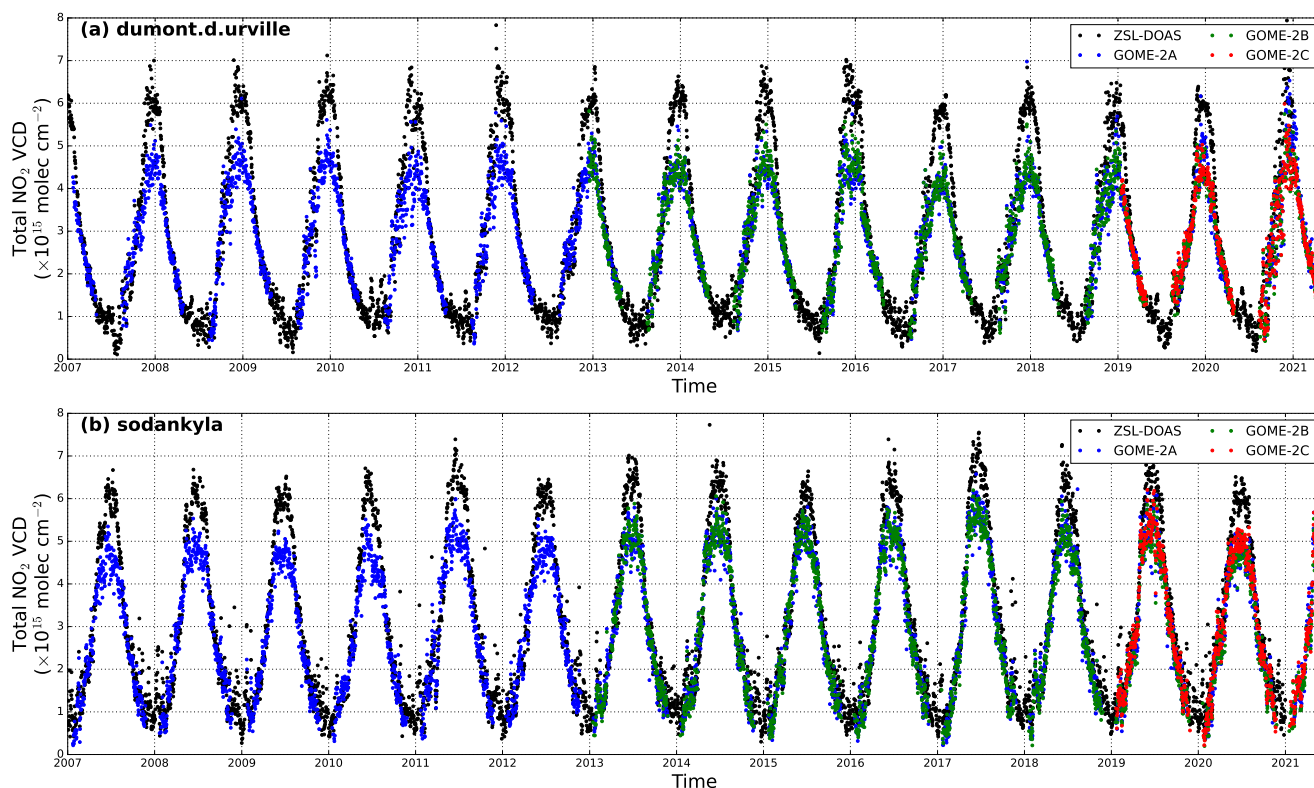 (a) dumont.d.urville
ZSL-DOAS
GOME-2A
GOME-2B
GOME-2C
Total NO₂ VCD
(×10¹⁵ molec cm⁻²)
8
7
6
5
4
3
2
1
0
2007 2008 2009 2010 2011 2012 2013 2014 2015 2016 2017 2018 2019 2020 2021
Time
(b) sodankyla
ZSL-DOAS
GOME-2A
GOME-2B
GOME-2C
Total NO₂ VCD
(×10¹⁵ molec cm⁻²)
8
7
6
5
4
3
2
1
0
2007 2008 2009 2010 2011 2012 2013 2014 2015 2016 2017 2018 2019 2020 2021
Time